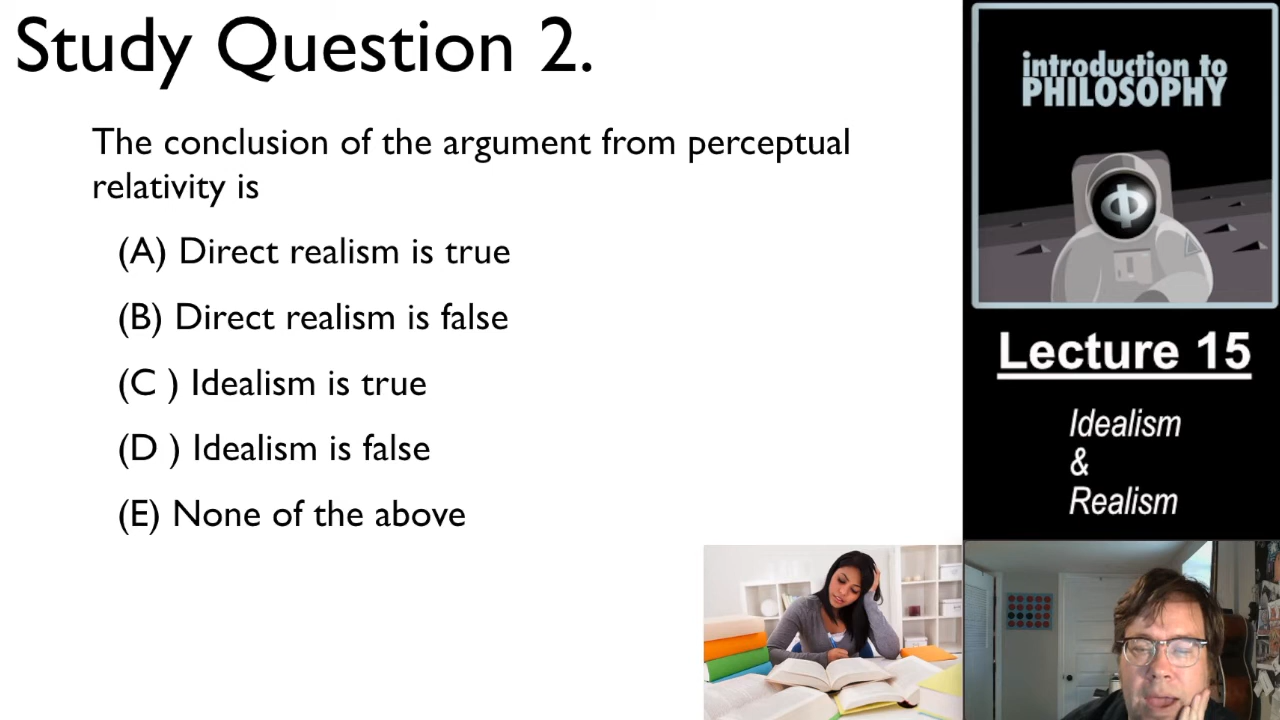 Study Question 2.
The conclusion of the argument from perceptual
relativity is
(A) Direct realism is true
(B) Direct realism is false
(C ) Idealism is true
(D ) Idealism is false
(E) None of the above
introduction to
PHILOSOPHY
Φ
Lecture 15
Idealism
&
Realism